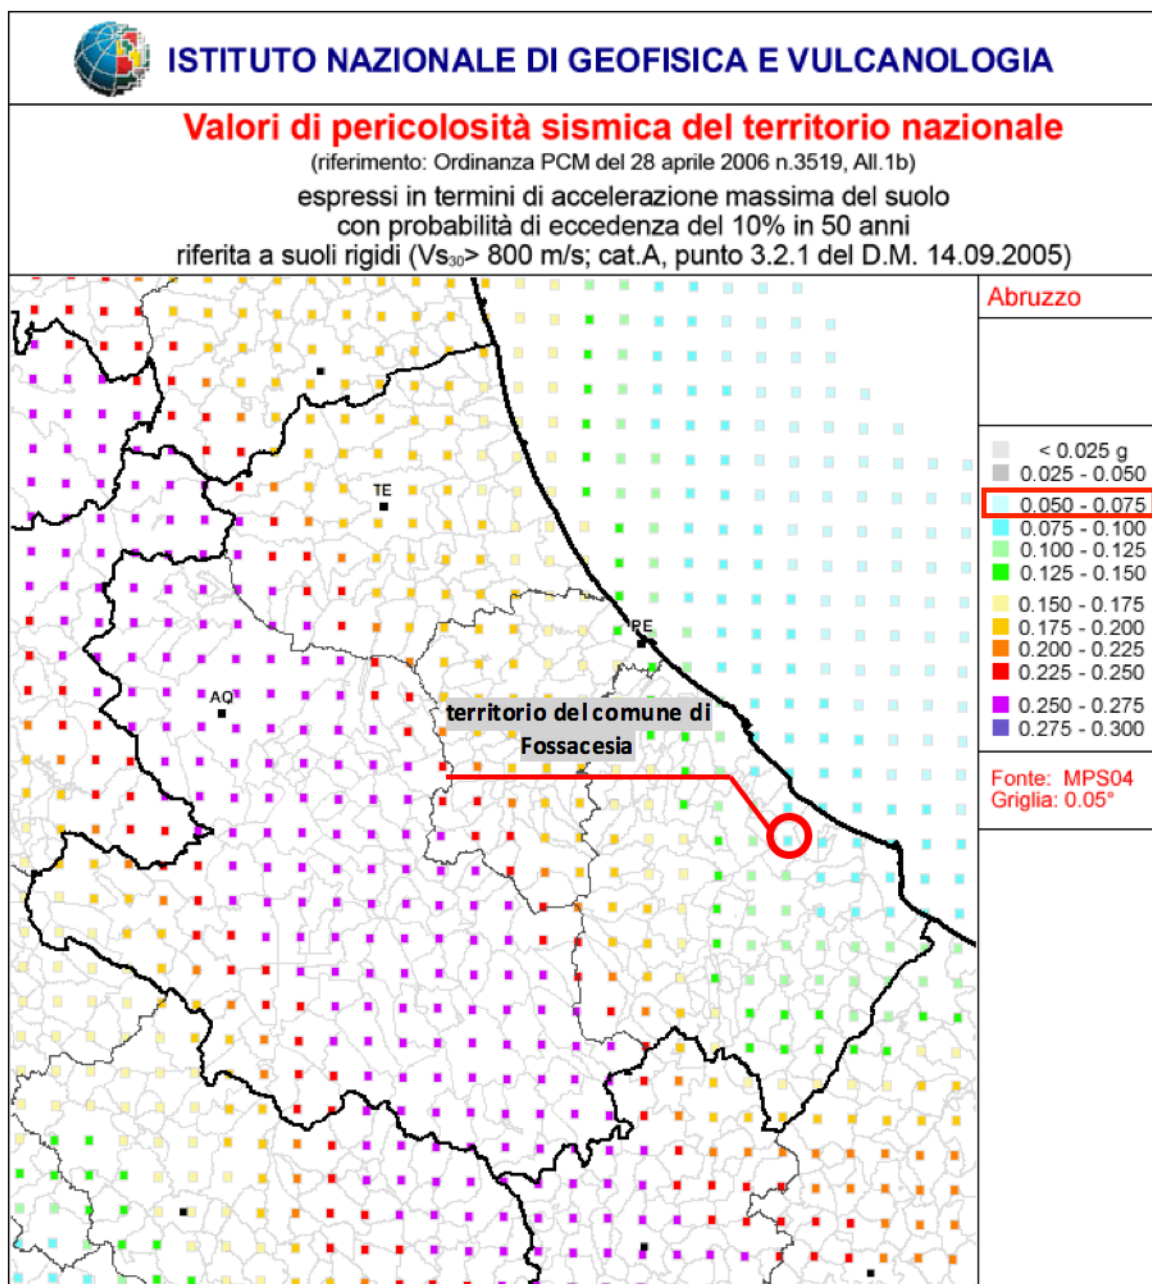 ISTITUTO NAZIONALE DI GEOFISICA E VULCANOLOGIA
Valori di pericolosità sismica del territorio nazionale
(riferimento: Ordinanza PCM del 28 aprile 2006 n.3519, All.1b)
espressi in termini di accelerazione massima del suolo
con probabilità di eccedenza del 10% in 50 anni
riferita a suoli rigidi (Vs30> 800 m/s; cat.A, punto 3.2.1 del D.M. 14.09.2005)
Abruzzo
< 0.025 g
0.025 - 0.050
0.050 - 0.075
0.075 - 0.100
0.100 - 0.125
0.125 - 0.150
0.150 - 0.175
0.175 - 0.200
0.200 - 0.225
0.225 - 0.250
0.250 - 0.275
0.275 - 0.300
Fonte: MPS04
Griglia: 0.05°
TE
PE
AQ
territorio del comune di
Fossacesia